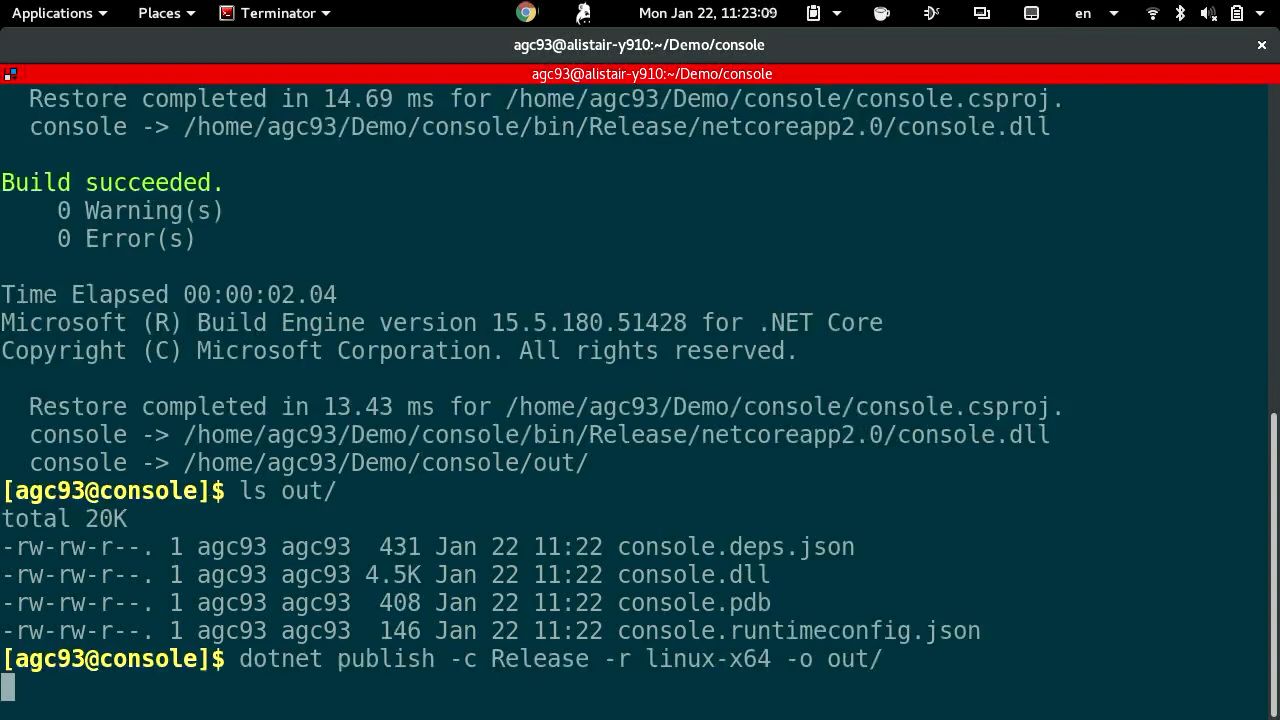 Applications Places Terminator Mon Jan 22, 11:23:09 en
agc93@alistair-y910:~/Demo/console ×
agc93@alistair-y910:~/Demo/console
  Restore completed in 14.69 ms for /home/agc93/Demo/console/console.csproj.
  console -> /home/agc93/Demo/console/bin/Release/netcoreapp2.0/console.dll
Build succeeded.
    0 Warning(s)
    0 Error(s)
Time Elapsed 00:00:02.04
Microsoft (R) Build Engine version 15.5.180.51428 for .NET Core
Copyright (C) Microsoft Corporation. All rights reserved.
  Restore completed in 13.43 ms for /home/agc93/Demo/console/console.csproj.
  console -> /home/agc93/Demo/console/bin/Release/netcoreapp2.0/console.dll
  console -> /home/agc93/Demo/console/out/
[agc93@console]$ ls out/
total 20K
-rw-rw-r--. 1 agc93 agc93  431 Jan 22 11:22 console.deps.json
-rw-rw-r--. 1 agc93 agc93 4.5K Jan 22 11:22 console.dll
-rw-rw-r--. 1 agc93 agc93  408 Jan 22 11:22 console.pdb
-rw-rw-r--. 1 agc93 agc93  146 Jan 22 11:22 console.runtimeconfig.json
[agc93@console]$ dotnet publish -c Release -r linux-x64 -o out/